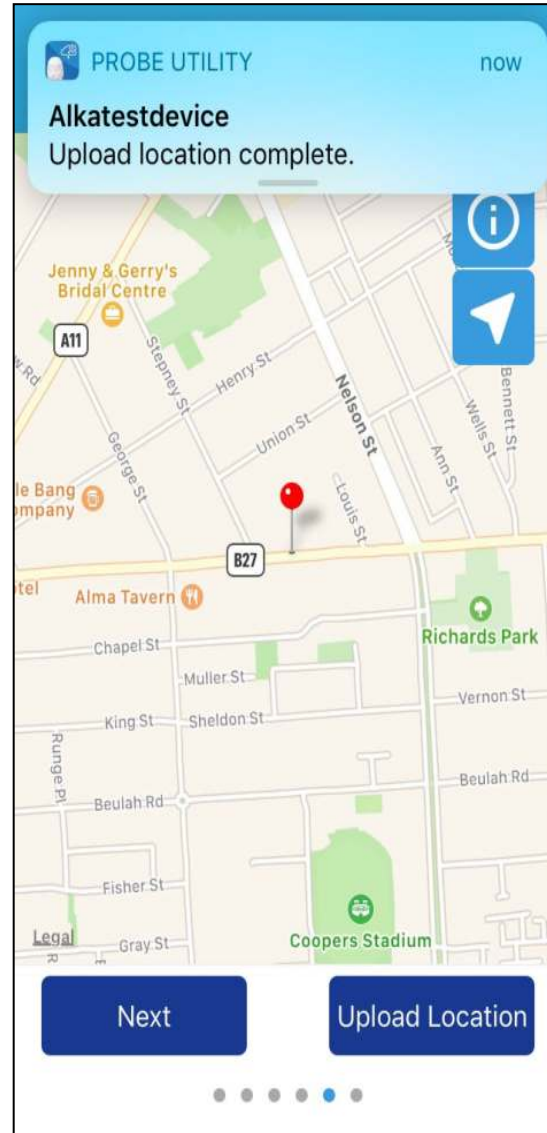 PROBE UTILITY
now
Alkatestdevice
Upload location complete.
Jenny & Gerry's
Bridal Centre
A11
Stepney St
Henry St
Nelson St
Bennett St
Wells St
Ann St
Union St
George St
Louis St
le Bang
ompany
B27
tel
Alma Tavern
Richards Park
Chapel St
Muller St
Vernon St
King St
Sheldon St
Runge Pl
Beulah Rd
Beulah Rd
Fisher St
Coopers Stadium
Legal
Gray St
Next
Upload Location